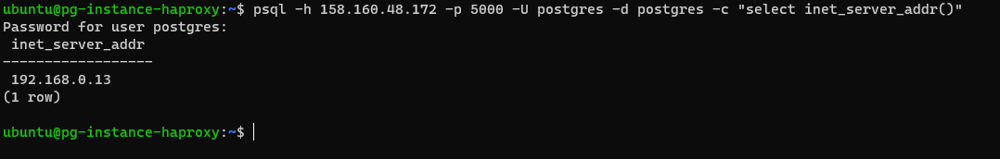 ubuntu@pg-instance-haproxy:~$ psql -h 158.160.48.172 -p 5000 -U postgres -d postgres -c "select inet_server_addr()"
Password for user postgres:
 inet_server_addr
------------------
 192.168.0.13
(1 row)

ubuntu@pg-instance-haproxy:~$